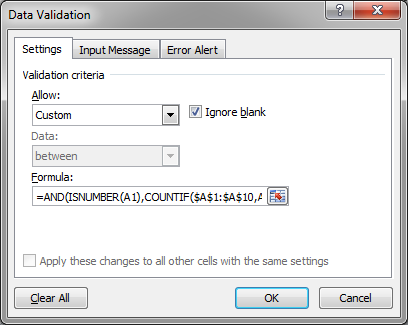 Data Validation
Settings Input Message Error Alert
Validation criteria
Allow:
Custom Ignore blank
Data:
between
Formula:
=AND(ISNUMBER(A1),COUNTIF($A$1:$A$10,A
Apply these changes to all other cells with the same settings
Clear All OK Cancel